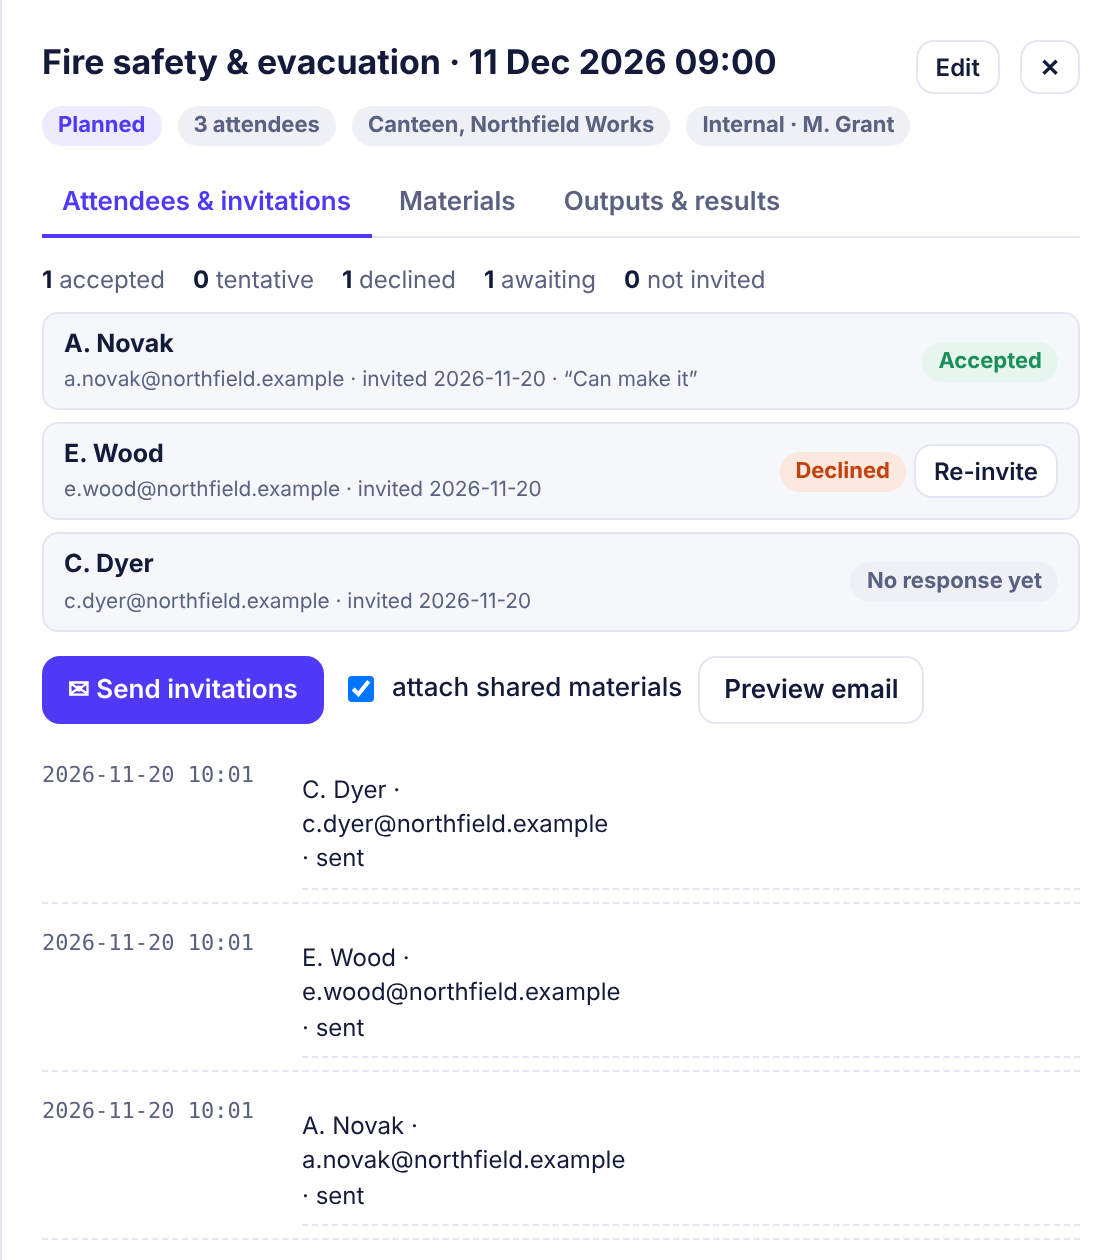 Fire safety & evacuation · 11 Dec 2026 09:00
Edit
✕
Planned
3 attendees
Canteen, Northfield Works
Internal · M. Grant
Attendees & invitations
Materials
Outputs & results
1 accepted
0 tentative
1 declined
1 awaiting
0 not invited
A. Novak
a.novak@northfield.example · invited 2026-11-20 · “Can make it”
Accepted
E. Wood
e.wood@northfield.example · invited 2026-11-20
Declined
Re-invite
C. Dyer
c.dyer@northfield.example · invited 2026-11-20
No response yet
✉ Send invitations
attach shared materials
Preview email
2026-11-20 10:01
C. Dyer ·
c.dyer@northfield.example
· sent
2026-11-20 10:01
E. Wood ·
e.wood@northfield.example
· sent
2026-11-20 10:01
A. Novak ·
a.novak@northfield.example
· sent